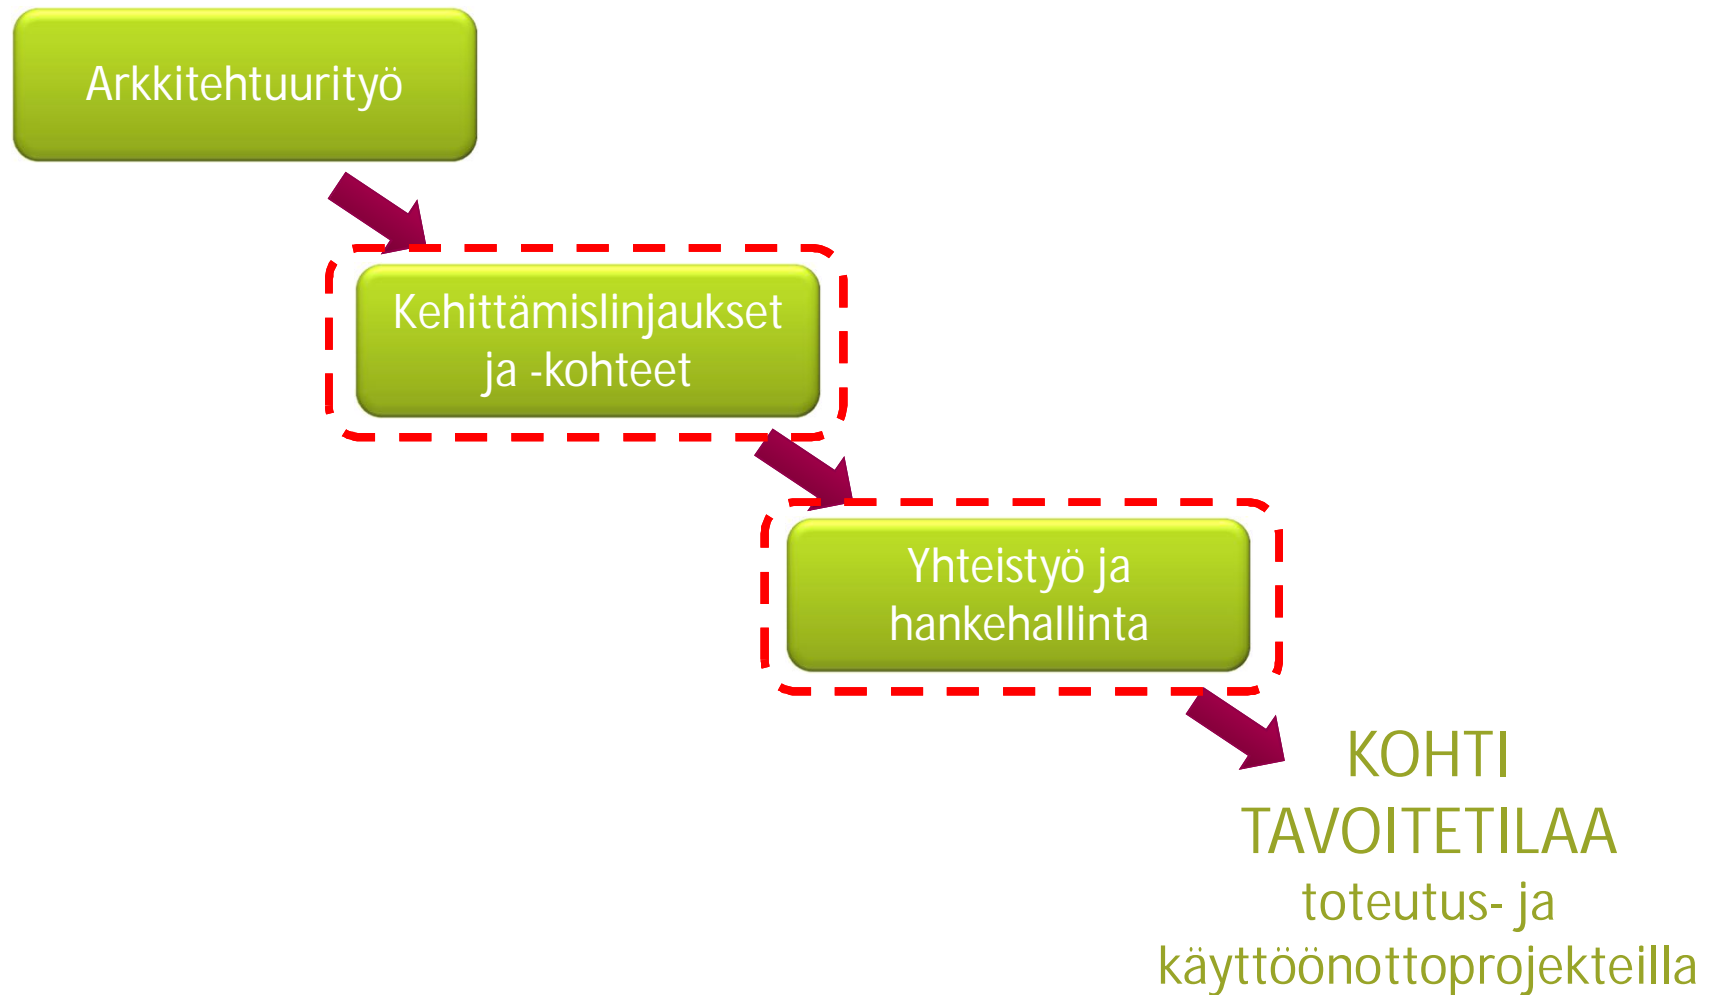 Arkkitehtuurityö
Kehittämislinjaukset
ja -kohteet
Yhteistyö ja
hankehallinta
KOHTI
TAVOITETILAA
toteutus- ja
käyttöönottoprojekteilla